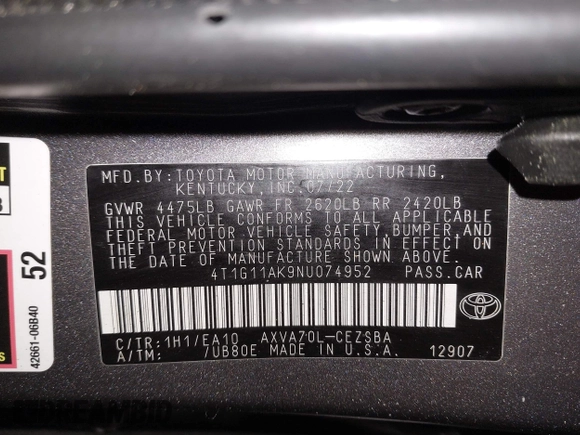 MFD.BY:TOYOTA MOTOR MANUFACTURING,
KENTUCKY, INC. 07/22
GVWR 4475LB GAWR FR 2620LB RR 2420LB
THIS VEHICLE CONFORMS TO ALL APPLICABLE
FEDERAL MOTOR VEHICLE SAFETY, BUMPER,AND
THEFT PREVENTION STANDARDS IN EFFECT ON
THE DATE OF MANUFACTURE SHOWN ABOVE.
4T1G11AK9NU074952 PASS.CAR
C/TR:1H1/EA10 AXVA70L-CEZSBA
A/TM: /UB80E MADE IN U.S.A. 12907
TOYOTA
52
42661-06B40